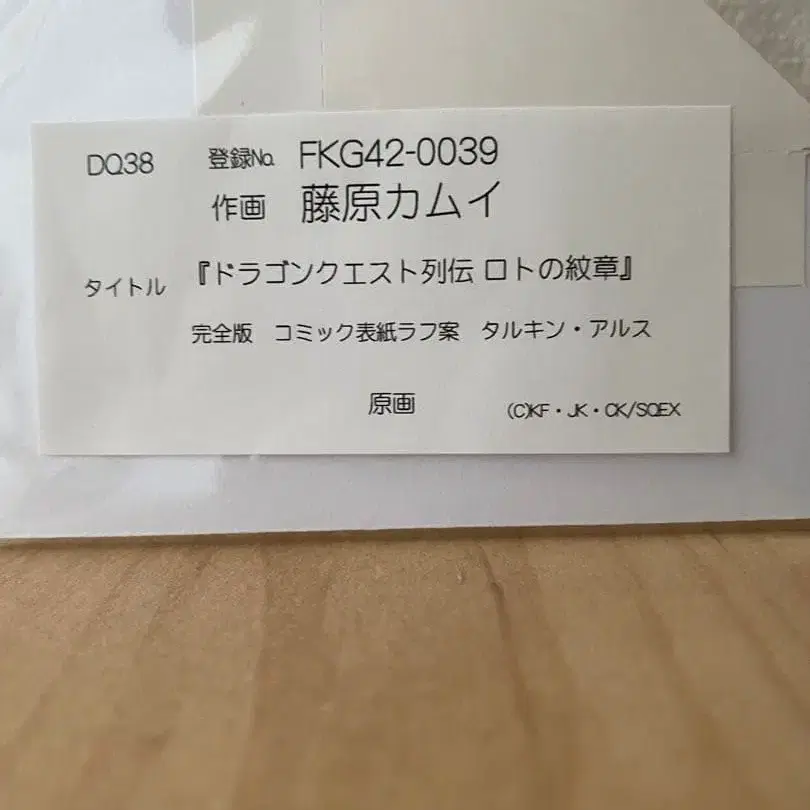 DQ38 登録No. FKG42-0039
作画 藤原カムイ
タイトル 『ドラゴンクエスト列伝 ロトの紋章』
完全版 コミック表紙ラフ案 タルキン・アルス
原画 (C)KF・JK・CK/SQEX